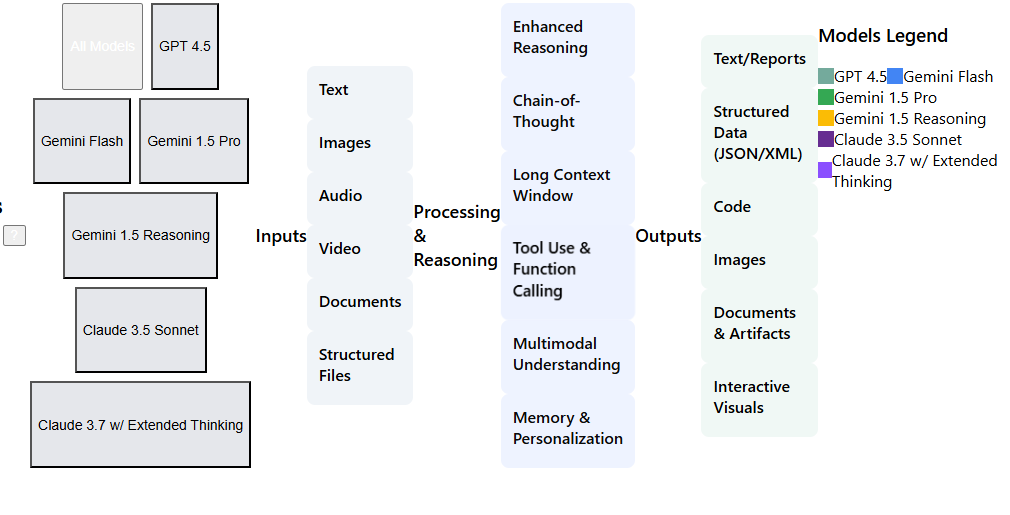 All Models
GPT 4.5
Gemini Flash
Gemini 1.5 Pro
Gemini 1.5 Reasoning
Claude 3.5 Sonnet
Claude 3.7 w/ Extended Thinking
Inputs
Text
Images
Audio
Video
Documents
Structured
Files
Processing
&
Reasoning
Enhanced
Reasoning
Chain-of-
Thought
Long Context
Window
Tool Use &
Function
Calling
Multimodal
Understanding
Memory &
Personalization
Outputs
Text/Reports
Structured
Data
(JSON/XML)
Code
Images
Documents
& Artifacts
Interactive
Visuals
Models Legend
GPT 4.5 Gemini Flash
Gemini 1.5 Pro
Gemini 1.5 Reasoning
Claude 3.5 Sonnet
Claude 3.7 w/ Extended
Thinking